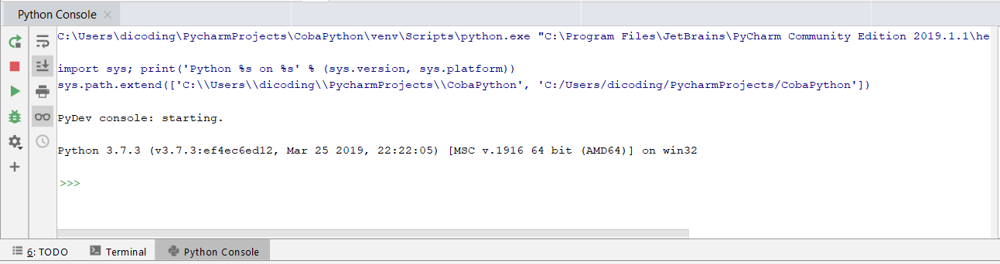 Python Console
C:\Users\dicoding\PycharmProjects\CobaPython\venv\Scripts\python.exe "C:\Program Files\JetBrains\PyCharm Community Edition 2019.1.1\he
import sys; print('Python %s on %s' % (sys.version, sys.platform))
sys.path.extend(['C:\\Users\\dicoding\\PycharmProjects\\CobaPython', 'C:/Users/dicoding/PycharmProjects/CobaPython'])
PyDev console: starting.
Python 3.7.3 (v3.7.3:ef4ec6ed12, Mar 25 2019, 22:22:05) [MSC v.1916 64 bit (AMD64)] on win32
>>>
6: TODO Terminal Python Console